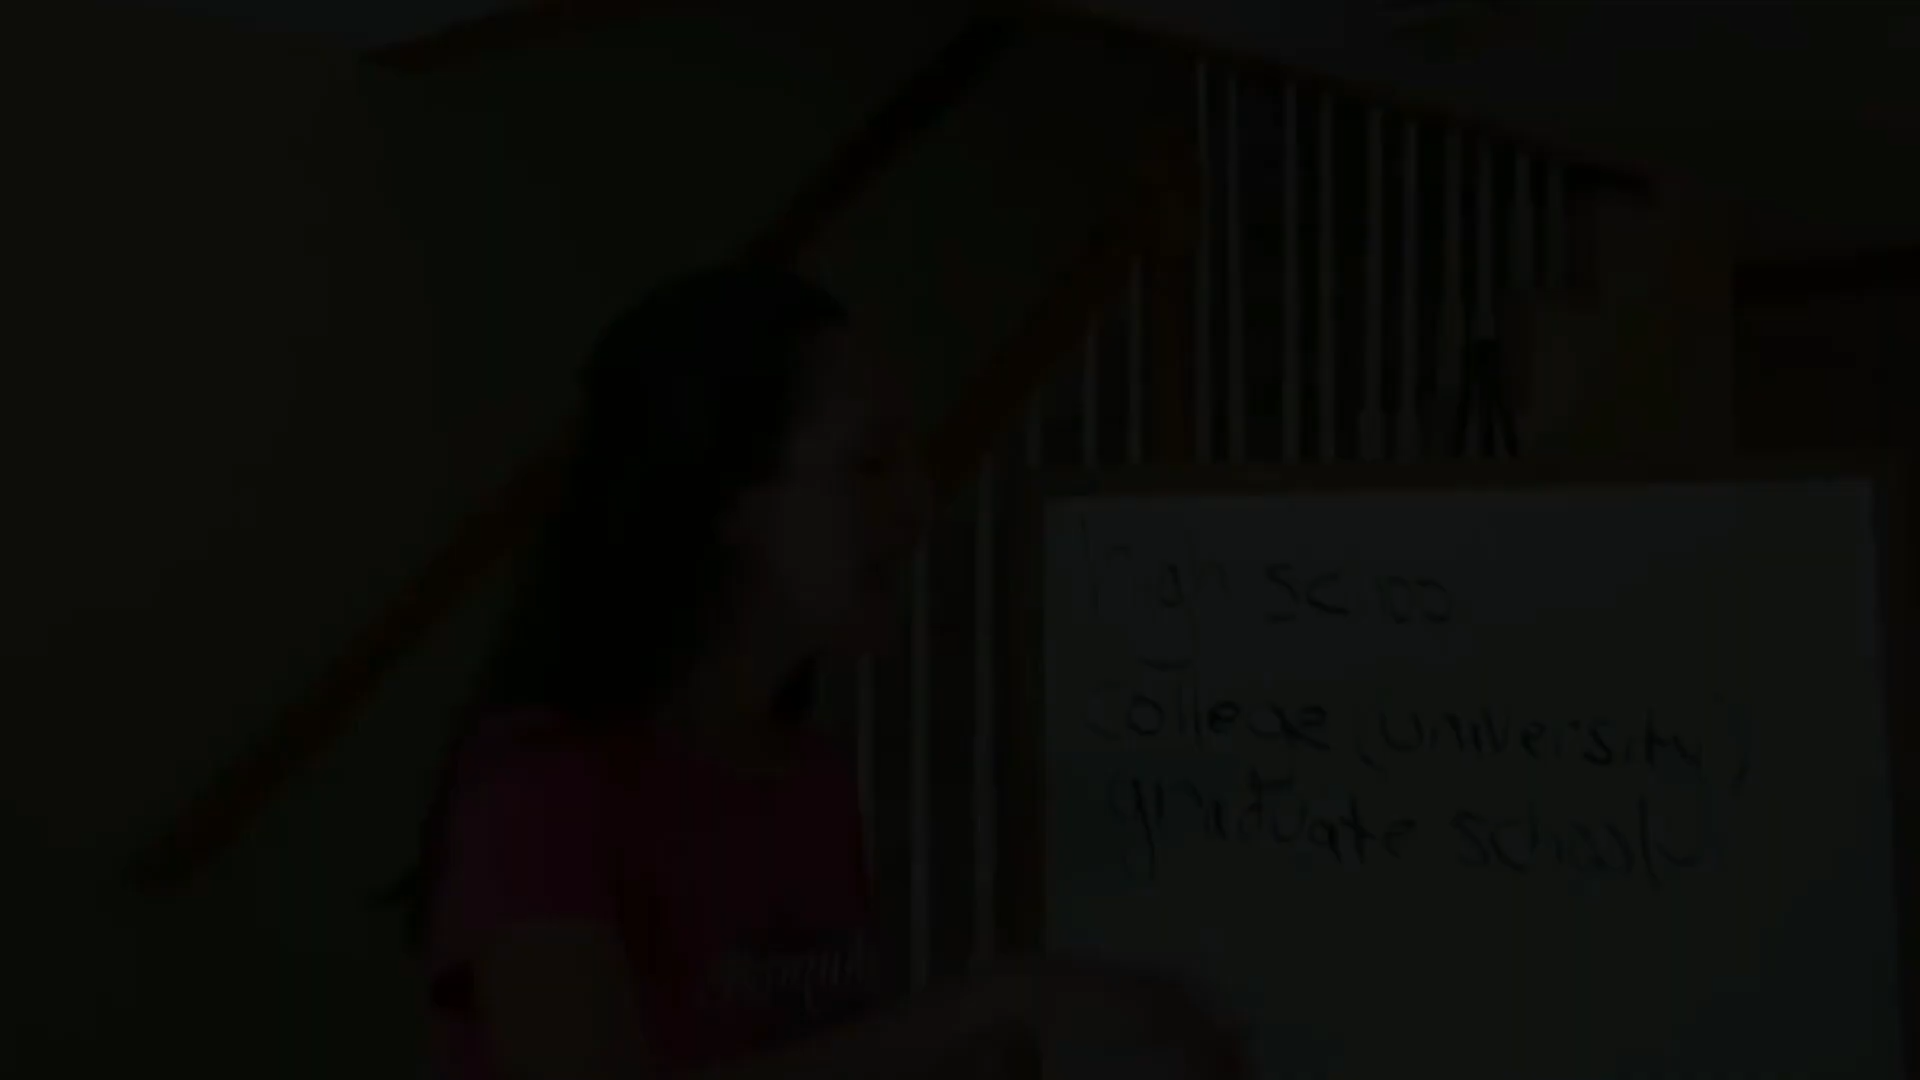 high school
college (university)
graduate school